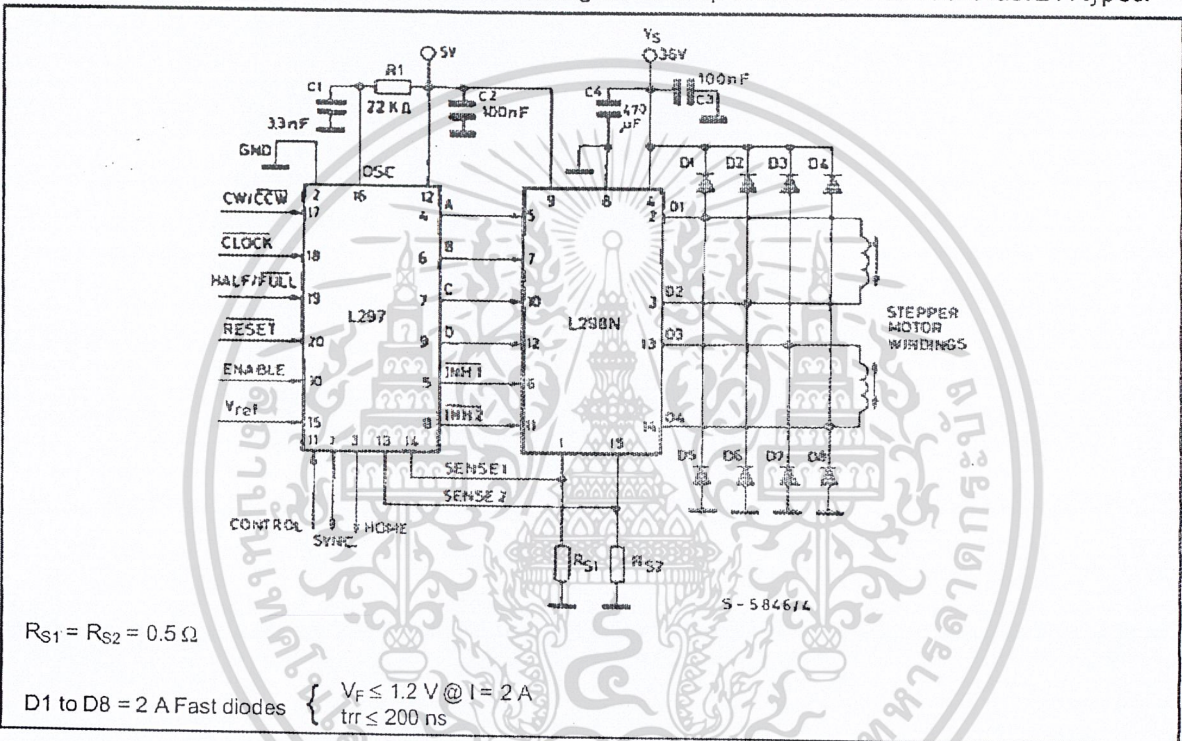 5V
VS
36V
R1
C1
22 KΩ
3.3nF
C2
100nF
C4
470
µF
100nF
C3
GND
OSC
D1 D2 D3 D4
2 16 12
9 8 4
CW/CCW
17
4 A 5
2 O1
CLOCK
18
6 B 7
HALF/FULL
19
7 C 10
3 O2
L297
L298N
STEPPER
MOTOR
WINDINGS
RESET
20
9 D 12
13 O3
ENABLE
10
5 INH1 6
Vref
15
8 INH2 11
14 O4
11 1 3 13 14
1 15
D5 D6 D7 D8
SENSE1
SENSE2
CONTROL
SYNC
HOME
RS1
RS2
S-5846/4
RS1 = RS2 = 0.5 Ω
VF ≤ 1.2 V @ I = 2 A
D1 to D8 = 2 A Fast diodes {
trr ≤ 200 ns